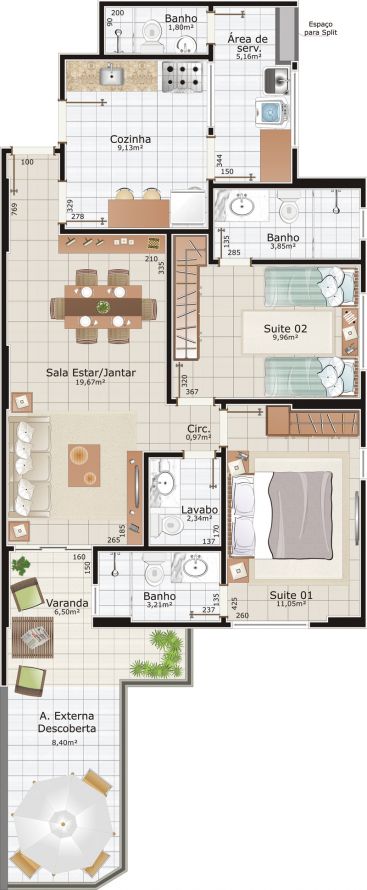 200
Banho
1,80m²
90
Área de
serv.
5,16m²
Espaço
para Split
Cozinha
9,13m²
100
769
329
278
344
150
Banho
3,85m²
135
285
210
335
Suite 02
9,96m²
Sala Estar/Jantar
19,67m²
320
367
Circ.
0,97m²
Lavabo
2,34m²
170
137
185
265
160
150
Varanda
6,50m²
Banho
3,21m²
135
237
425
260
Suite 01
11,05m²
A. Externa
Descoberta
8,40m²